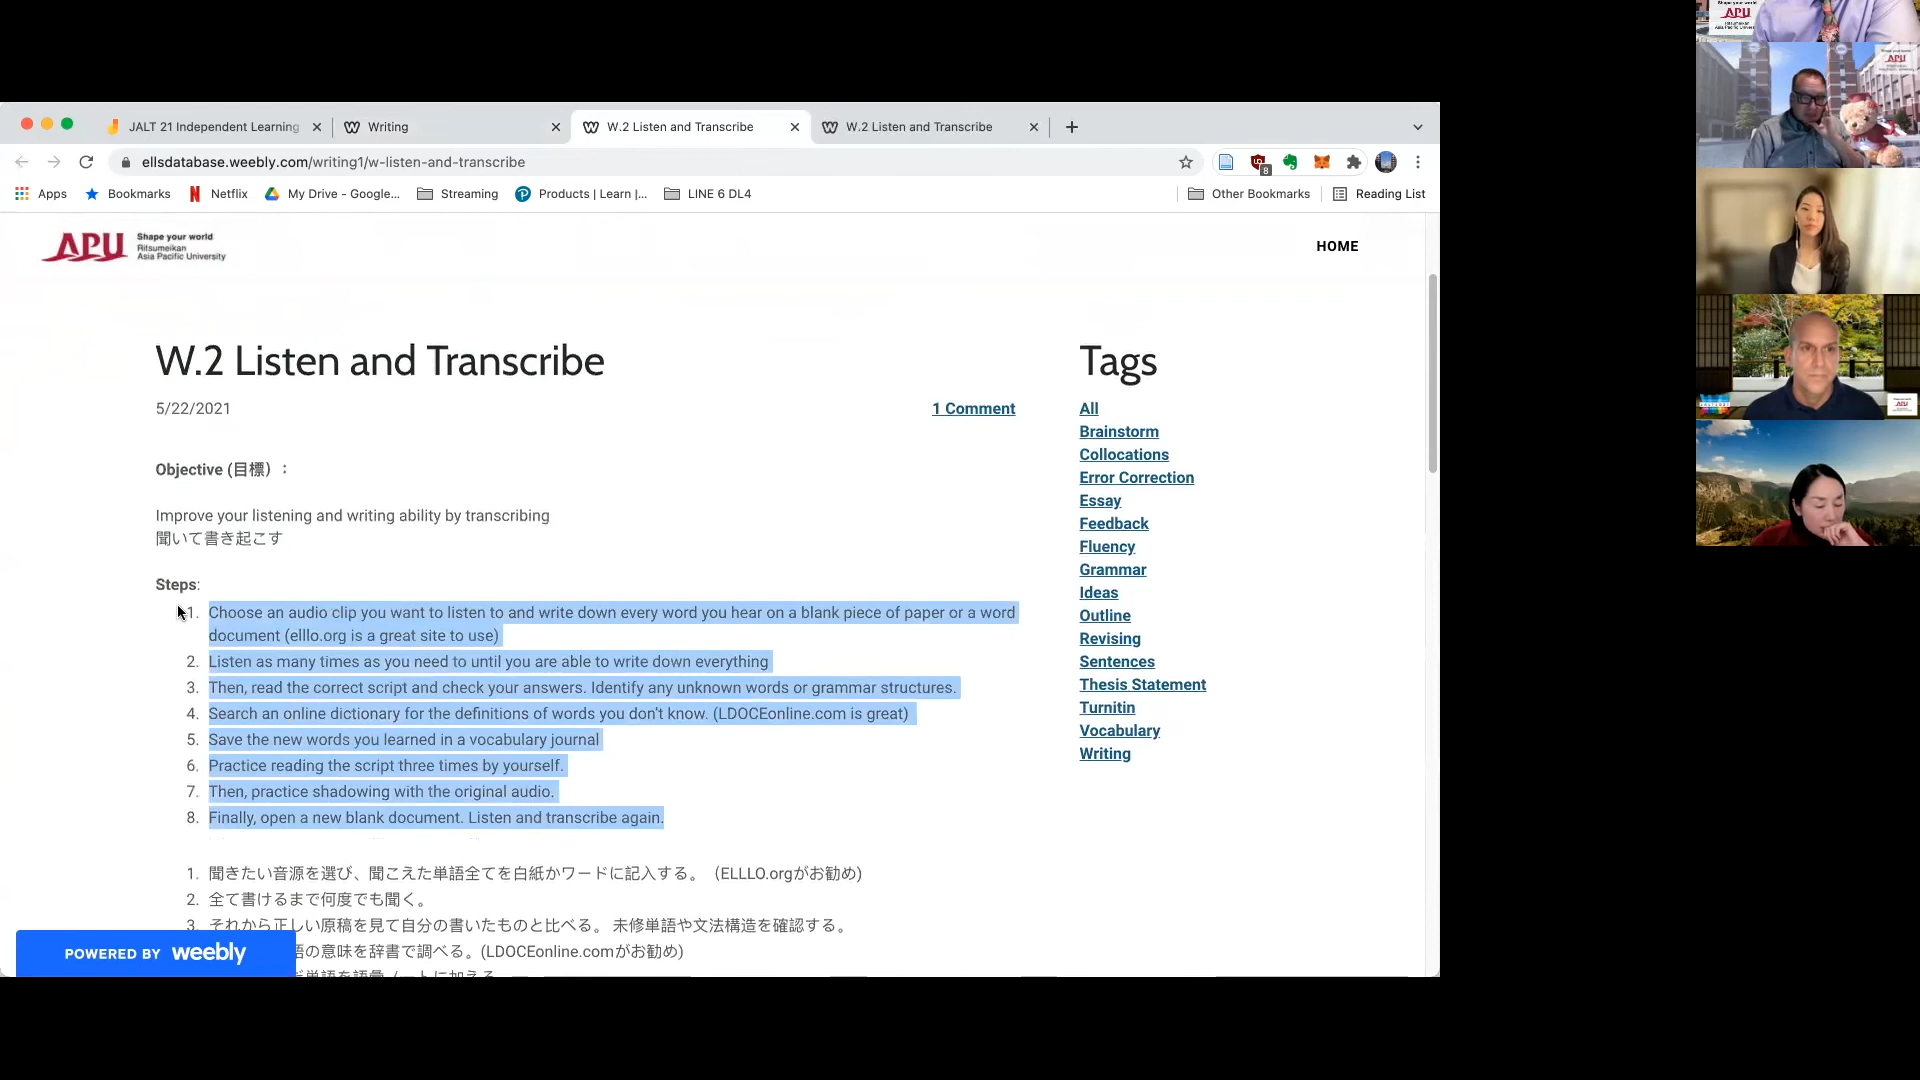 JALT 21 Independent Learning
Writing
W.2 Listen and Transcribe
W.2 Listen and Transcribe
ellsdatabase.weebly.com/writing1/w-listen-and-transcribe
8
Apps
Bookmarks
Netflix
My Drive - Google...
Streaming
Products | Learn |...
LINE 6 DL4
Other Bookmarks
Reading List
APU
Shape your world
Ritsumeikan
Asia Pacific University
HOME
W.2 Listen and Transcribe
5/22/2021
1 Comment
Objective (目標）：
Improve your listening and writing ability by transcribing
聞いて書き起こす
Steps:
1. Choose an audio clip you want to listen to and write down every word you hear on a blank piece of paper or a word
document (elllo.org is a great site to use)
2. Listen as many times as you need to until you are able to write down everything
3. Then, read the correct script and check your answers. Identify any unknown words or grammar structures.
4. Search an online dictionary for the definitions of words you don't know. (LDOCEonline.com is great)
5. Save the new words you learned in a vocabulary journal
6. Practice reading the script three times by yourself.
7. Then, practice shadowing with the original audio.
8. Finally, open a new blank document. Listen and transcribe again.
1. 聞きたい音源を選び、聞こえた単語全てを白紙かワードに記入する。（ELLLO.orgがお勧め)
2. 全て書けるまで何度でも聞く。
3. それから正しい原稿を見て自分の書いたものと比べる。 未修単語や文法構造を確認する。
語の意味を辞書で調べる。(LDOCEonline.comがお勧め)
POWERED BY weebly
Tags
All
Brainstorm
Collocations
Error Correction
Essay
Feedback
Fluency
Grammar
Ideas
Outline
Revising
Sentences
Thesis Statement
Turnitin
Vocabulary
Writing
Shape your world
APU
APU
APU